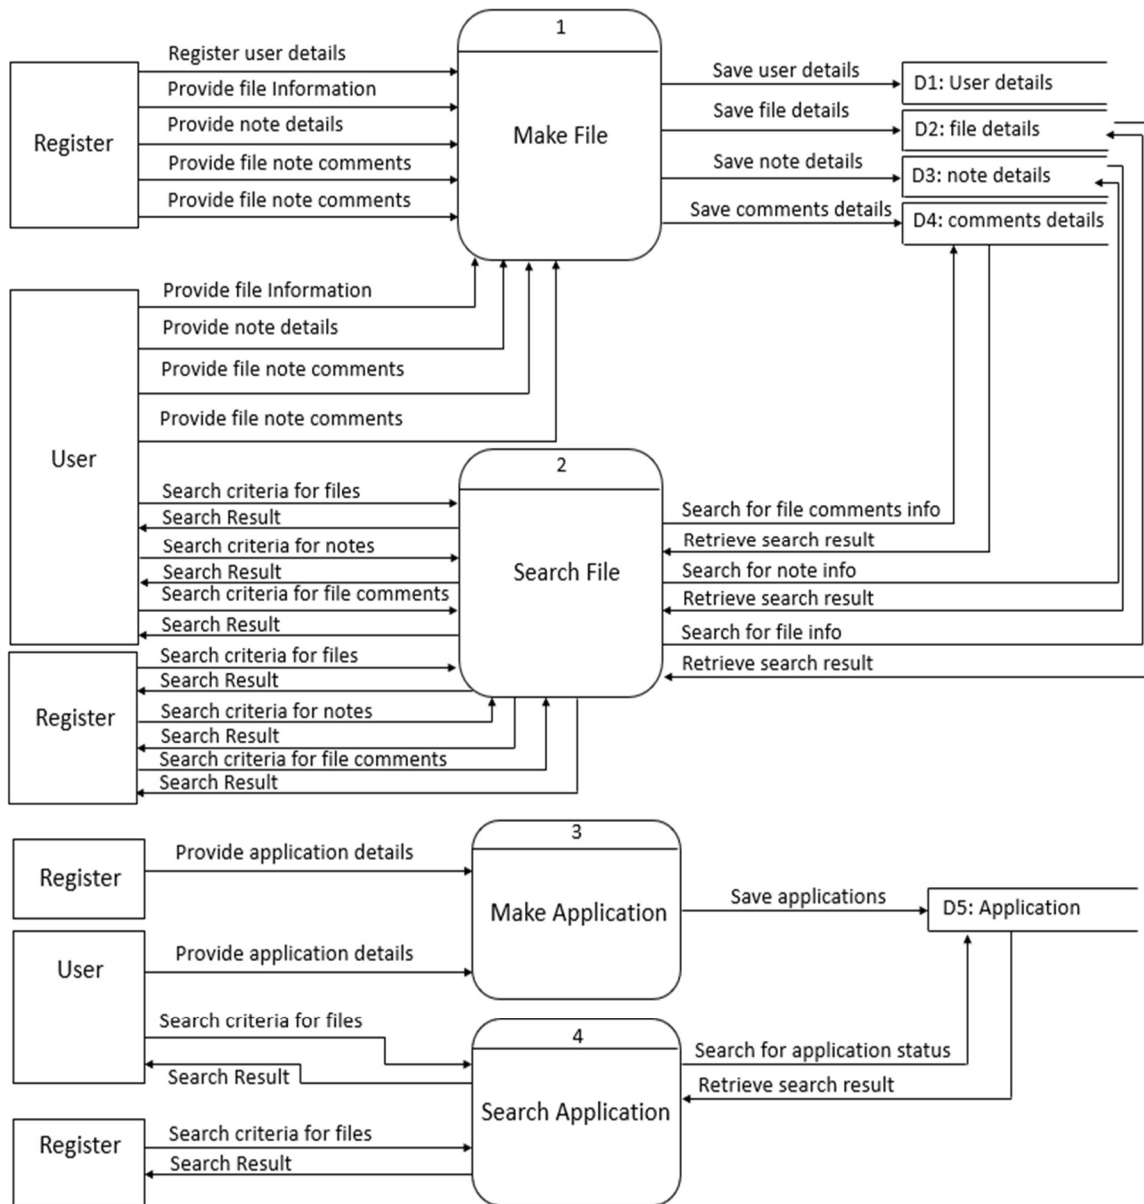 1
Register user details
Provide file Information
Provide note details
Provide file note comments
Provide file note comments
Register
Make File
Save user details
Save file details
Save note details
Save comments details
D1: User details
D2: file details
D3: note details
D4: comments details
Provide file Information
Provide note details
Provide file note comments
Provide file note comments
User
2
Search File
Search criteria for files
Search Result
Search criteria for notes
Search Result
Search criteria for file comments
Search Result
Search for file comments info
Retrieve search result
Search for note info
Retrieve search result
Search for file info
Retrieve search result
Register
Search criteria for files
Search Result
Search criteria for notes
Search Result
Search criteria for file comments
Search Result
3
Register
Provide application details
Make Application
Save applications
D5: Application
User
Provide application details
Search criteria for files
Search Result
4
Search Application
Search for application status
Retrieve search result
Register
Search criteria for files
Search Result